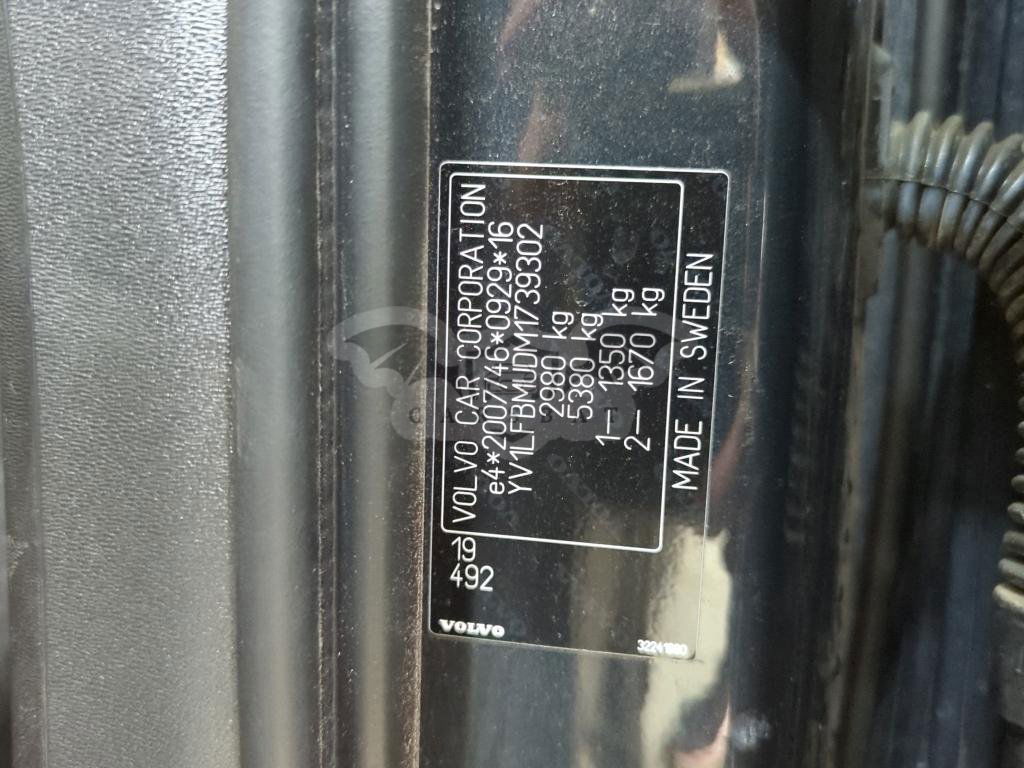 VOLVO CAR CORPORATION
e4*2007/46*0929*16
YV1LFBMUDM1739302
2980 kg
5380 kg
1– 1350 kg
2– 1670 kg
MADE IN SWEDEN
19
492
VOLVO